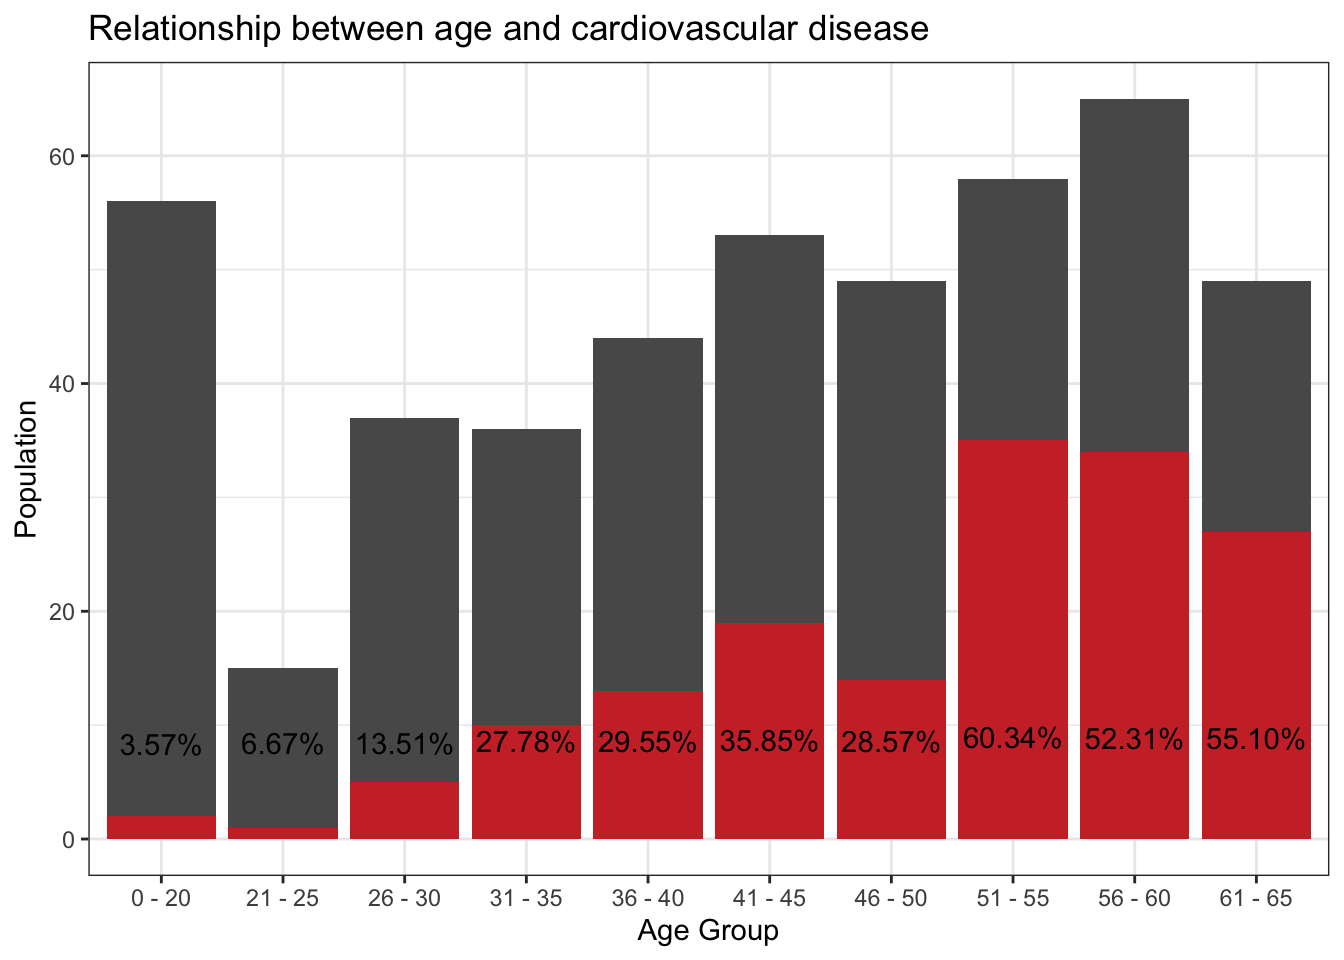 Relationship between age and cardiovascular disease
Population
60
40
20
0
3.57% 6.67% 13.51% 27.78% 29.55% 35.85% 28.57% 60.34% 52.31% 55.10%
0 - 20 21 - 25 26 - 30 31 - 35 36 - 40 41 - 45 46 - 50 51 - 55 56 - 60 61 - 65
Age Group